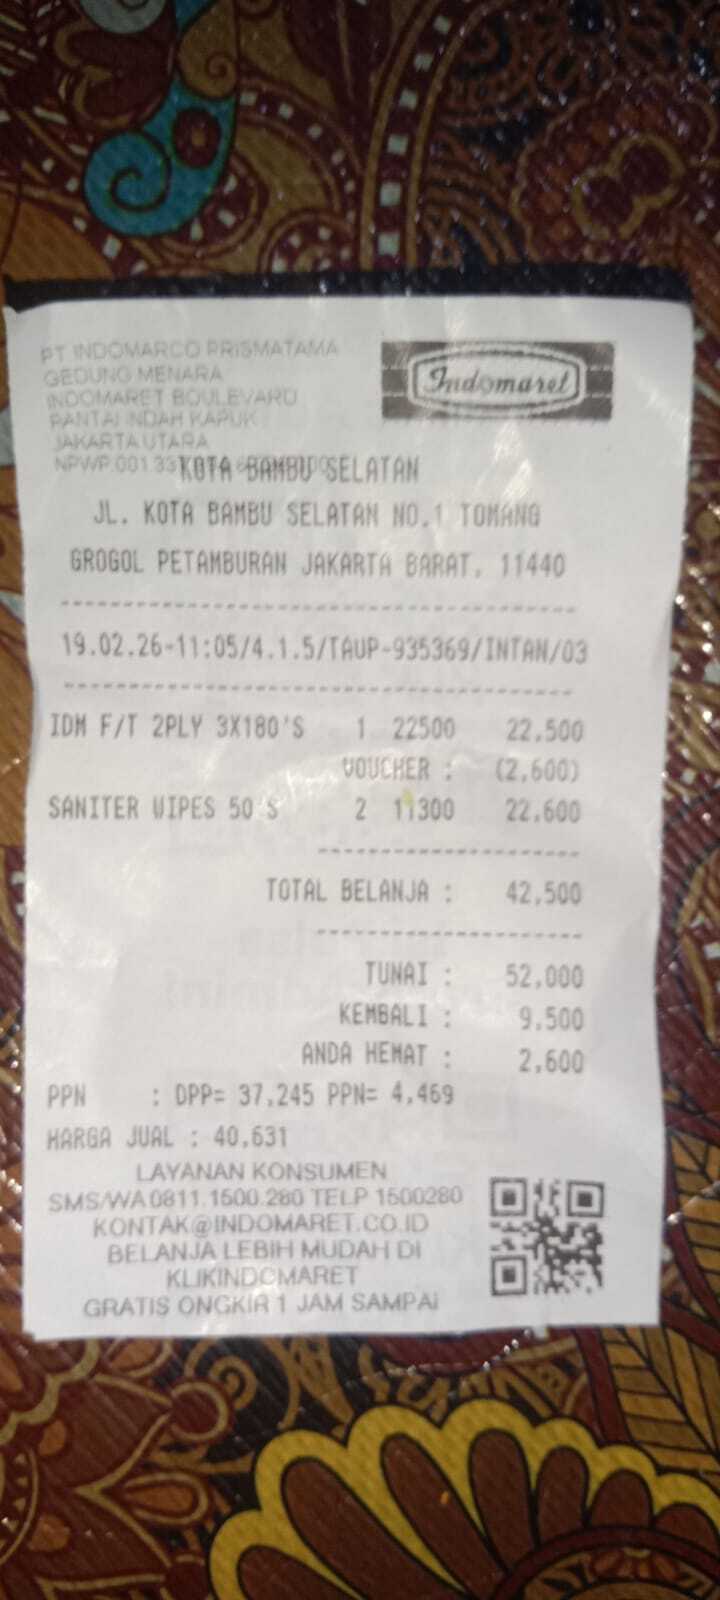 PT INDOMARCO PRISMATAMA
GEDUNG MENARA
INDOMARET BOULEVARD
PANTAI INDAH KAPUK
JAKARTA UTARA
NPWP.001.33
Indomaret
KOTA BAMBU SELATAN
JL. KOTA BAMBU SELATAN NO.1 TOMANG
GROGOL PETAMBURAN JAKARTA BARAT, 11440
19.02.26-11:05/4.1.5/TAUP-935369/INTAN/03
IDM F/T 2PLY 3X180'S 1 22500 22,500
VOUCHER : (2,600)
SANITER WIPES 50'S 2 11300 22,600
TOTAL BELANJA : 42,500
TUNAI : 52,000
KEMBALI : 9,500
ANDA HEMAT : 2,600
PPN : DPP= 37,245 PPN= 4,469
HARGA JUAL : 40,631
LAYANAN KONSUMEN
SMS/WA 0811.1500.280 TELP 1500280
KONTAK@INDOMARET.CO.ID
BELANJA LEBIH MUDAH DI
KLIKINDOMARET
GRATIS ONGKIR 1 JAM SAMPAI